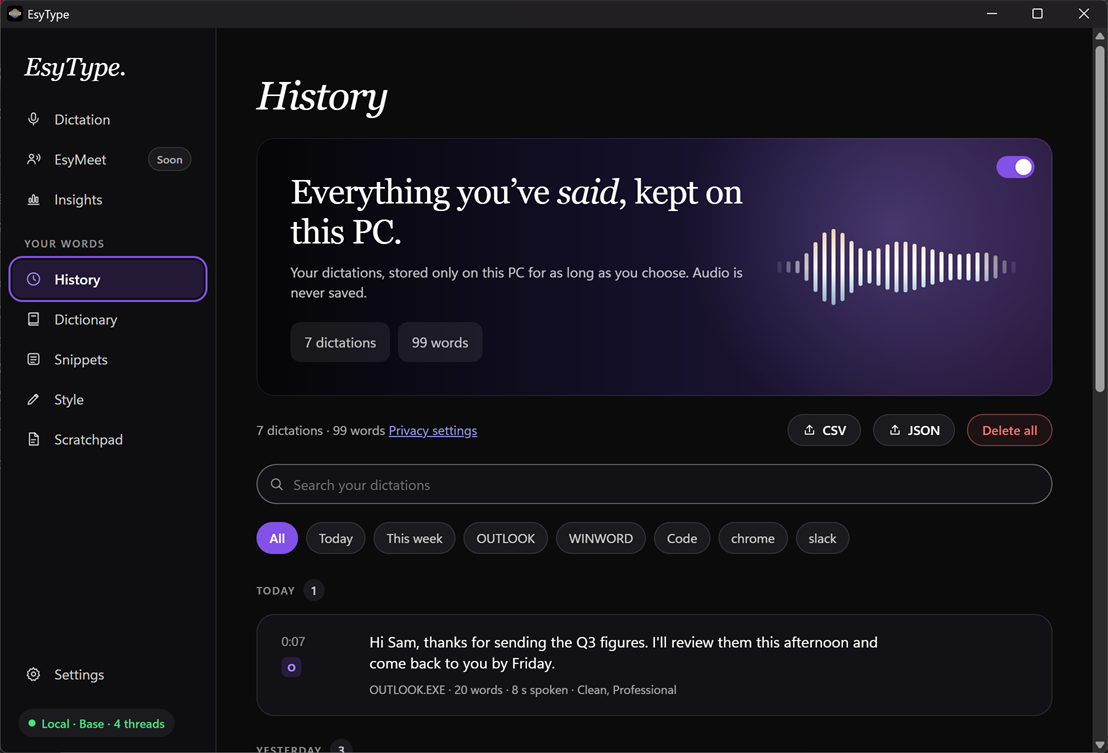 EsyType
EsyType.
Dictation
EsyMeet
Soon
Insights
YOUR WORDS
History
Dictionary
Snippets
Style
Scratchpad
Settings
Local · Base · 4 threads
History
Everything you’ve said, kept on
this PC.
Your dictations, stored only on this PC for as long as you choose. Audio is
never saved.
7 dictations
99 words
7 dictations · 99 words Privacy settings
CSV
JSON
Delete all
Search your dictations
All
Today
This week
OUTLOOK
WINWORD
Code
chrome
slack
TODAY 1
0:07
O
Hi Sam, thanks for sending the Q3 figures. I'll review them this afternoon and
come back to you by Friday.
OUTLOOK.EXE · 20 words · 8 s spoken · Clean, Professional
YESTERDAY 3